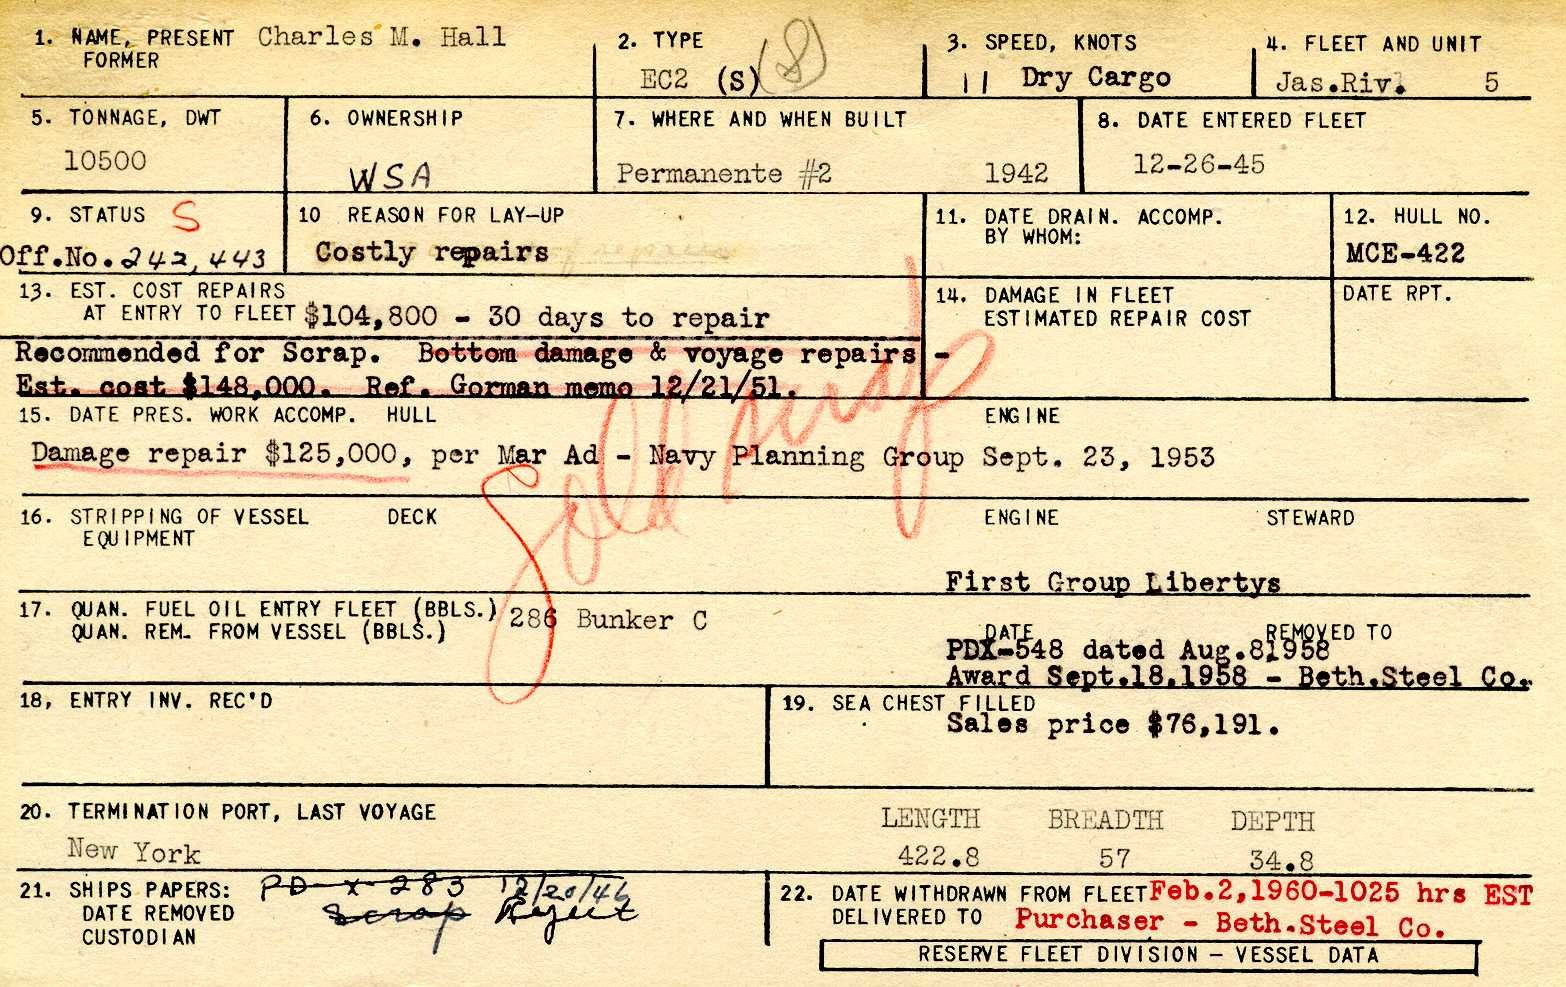 1. NAME, PRESENT Charles M. Hall
FORMER
2. TYPE
EC2 (S) (S)
3. SPEED, KNOTS
11 Dry Cargo
4. FLEET AND UNIT
Jas.Riv. 5
5. TONNAGE, DWT
10500
6. OWNERSHIP
WSA
7. WHERE AND WHEN BUILT
Permanente #2 1942
8. DATE ENTERED FLEET
12-26-45
9. STATUS S
Off.No. 242,443
10 REASON FOR LAY-UP
Costly repairs
11. DATE DRAIN. ACCOMP.
BY WHOM:
12. HULL NO.
MCE-422
13. EST. COST REPAIRS
AT ENTRY TO FLEET $104,800 - 30 days to repair
Recommended for Scrap. Bottom damage & voyage repairs -
Est. cost $148,000. Ref. Gorman memo 12/21/51.
14. DAMAGE IN FLEET
ESTIMATED REPAIR COST
DATE RPT.
Sold scrap
15. DATE PRES. WORK ACCOMP. HULL ENGINE
Damage repair $125,000, per Mar Ad - Navy Planning Group Sept. 23, 1953
16. STRIPPING OF VESSEL DECK ENGINE STEWARD
EQUIPMENT
First Group Libertys
17. QUAN. FUEL OIL ENTRY FLEET (BBLS.) 286 Bunker C
QUAN. REM. FROM VESSEL (BBLS.) DATE REMOVED TO
PDX-548 dated Aug.81958
Award Sept.18.1958 - Beth.Steel Co.
18, ENTRY INV. REC'D
19. SEA CHEST FILLED
Sales price $76,191.
20. TERMINATION PORT, LAST VOYAGE
New York
LENGTH BREADTH DEPTH
422.8 57 34.8
21. SHIPS PAPERS: PD-X-283 12/20/46
DATE REMOVED Scrap Reject
CUSTODIAN
22. DATE WITHDRAWN FROM FLEET Feb.2,1960-1025 hrs EST
DELIVERED TO Purchaser - Beth.Steel Co.
RESERVE FLEET DIVISION - VESSEL DATA